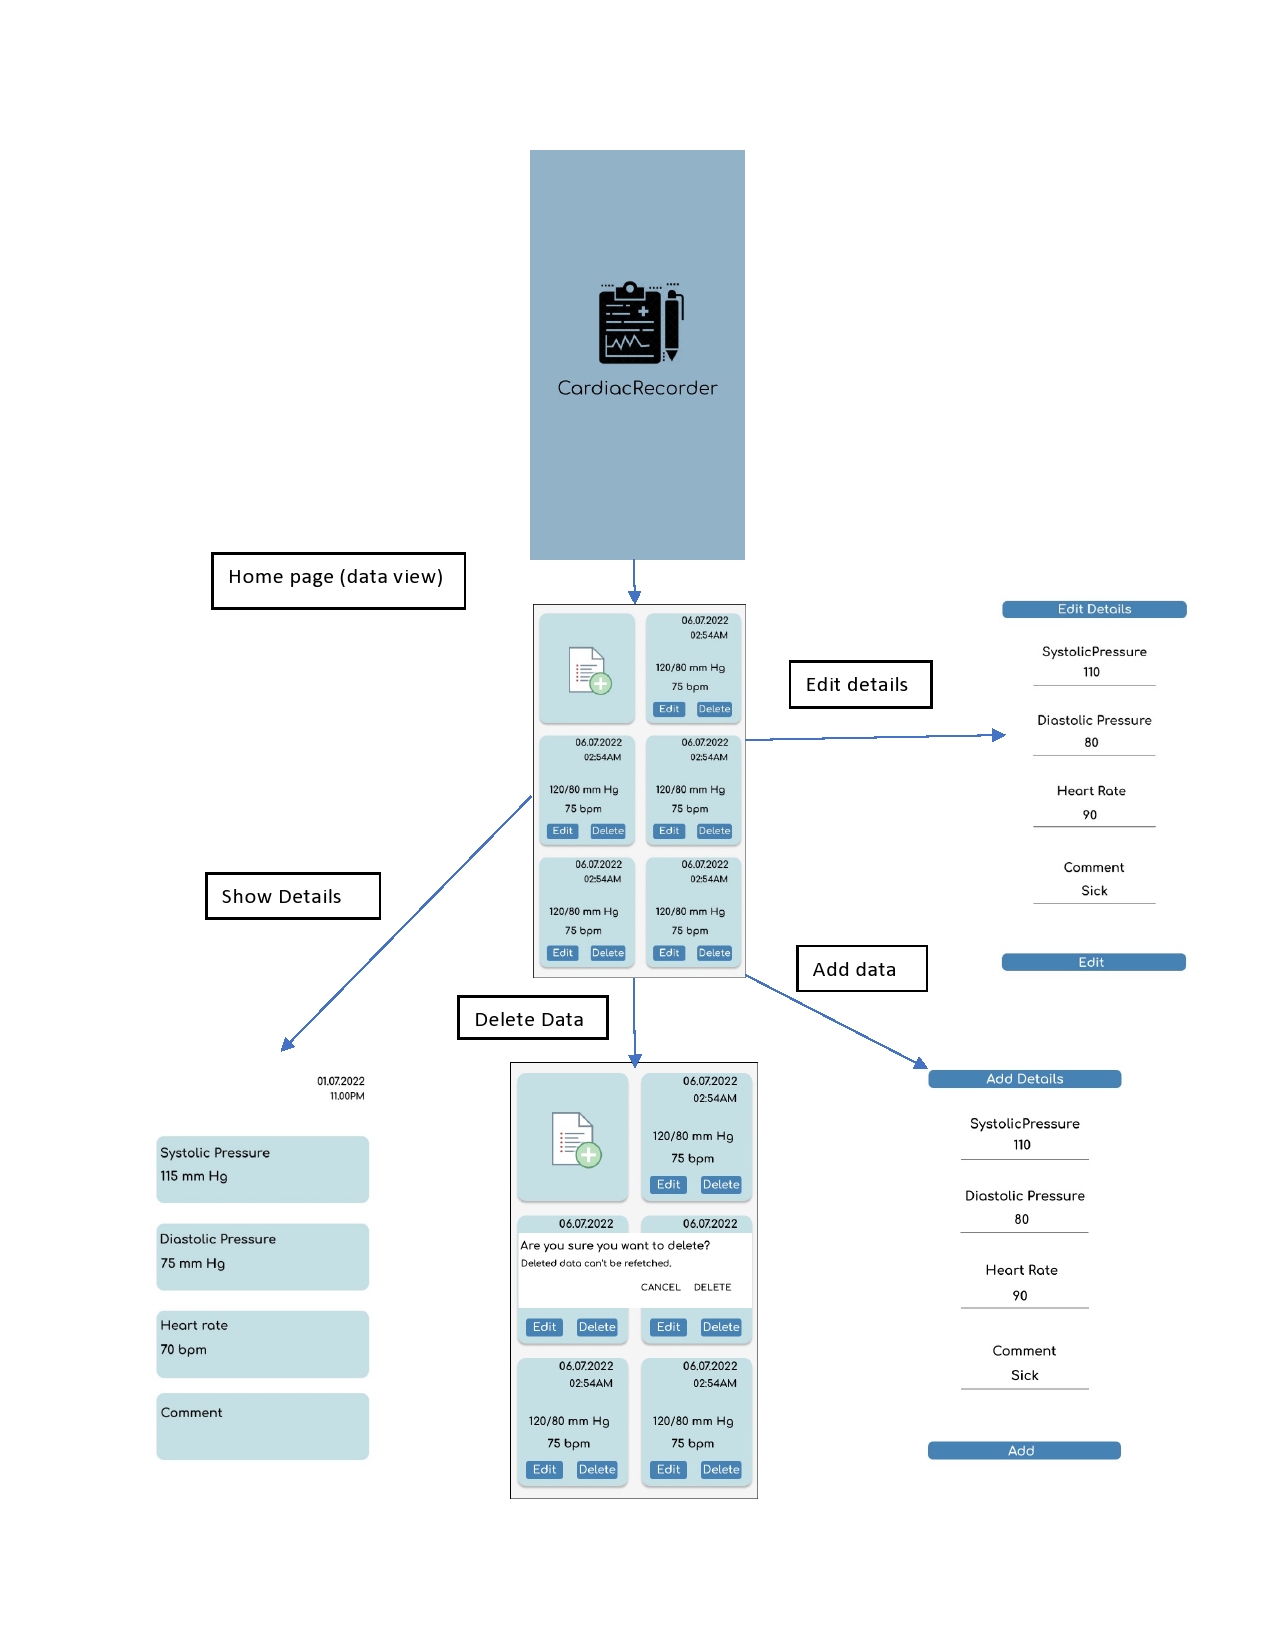 CardiacRecorder
Home page (data view)
06.07.2022
02:54AM
120/80 mm Hg
75 bpm
Edit Delete
06.07.2022
02:54AM
120/80 mm Hg
75 bpm
Edit Delete
06.07.2022
02:54AM
120/80 mm Hg
75 bpm
Edit Delete
06.07.2022
02:54AM
120/80 mm Hg
75 bpm
Edit Delete
06.07.2022
02:54AM
120/80 mm Hg
75 bpm
Edit Delete
Edit details
Edit Details
SystolicPressure
110
Diastolic Pressure
80
Heart Rate
90
Comment
Sick
Edit
Show Details
01.07.2022
11.00PM
Systolic Pressure
115 mm Hg
Diastolic Pressure
75 mm Hg
Heart rate
70 bpm
Comment
Delete Data
06.07.2022
02:54AM
120/80 mm Hg
75 bpm
Edit Delete
06.07.2022
06.07.2022
Are you sure you want to delete?
Deleted data can't be refetched.
CANCEL DELETE
Edit Delete
Edit Delete
06.07.2022
02:54AM
120/80 mm Hg
75 bpm
Edit Delete
06.07.2022
02:54AM
120/80 mm Hg
75 bpm
Edit Delete
Add data
Add Details
SystolicPressure
110
Diastolic Pressure
80
Heart Rate
90
Comment
Sick
Add